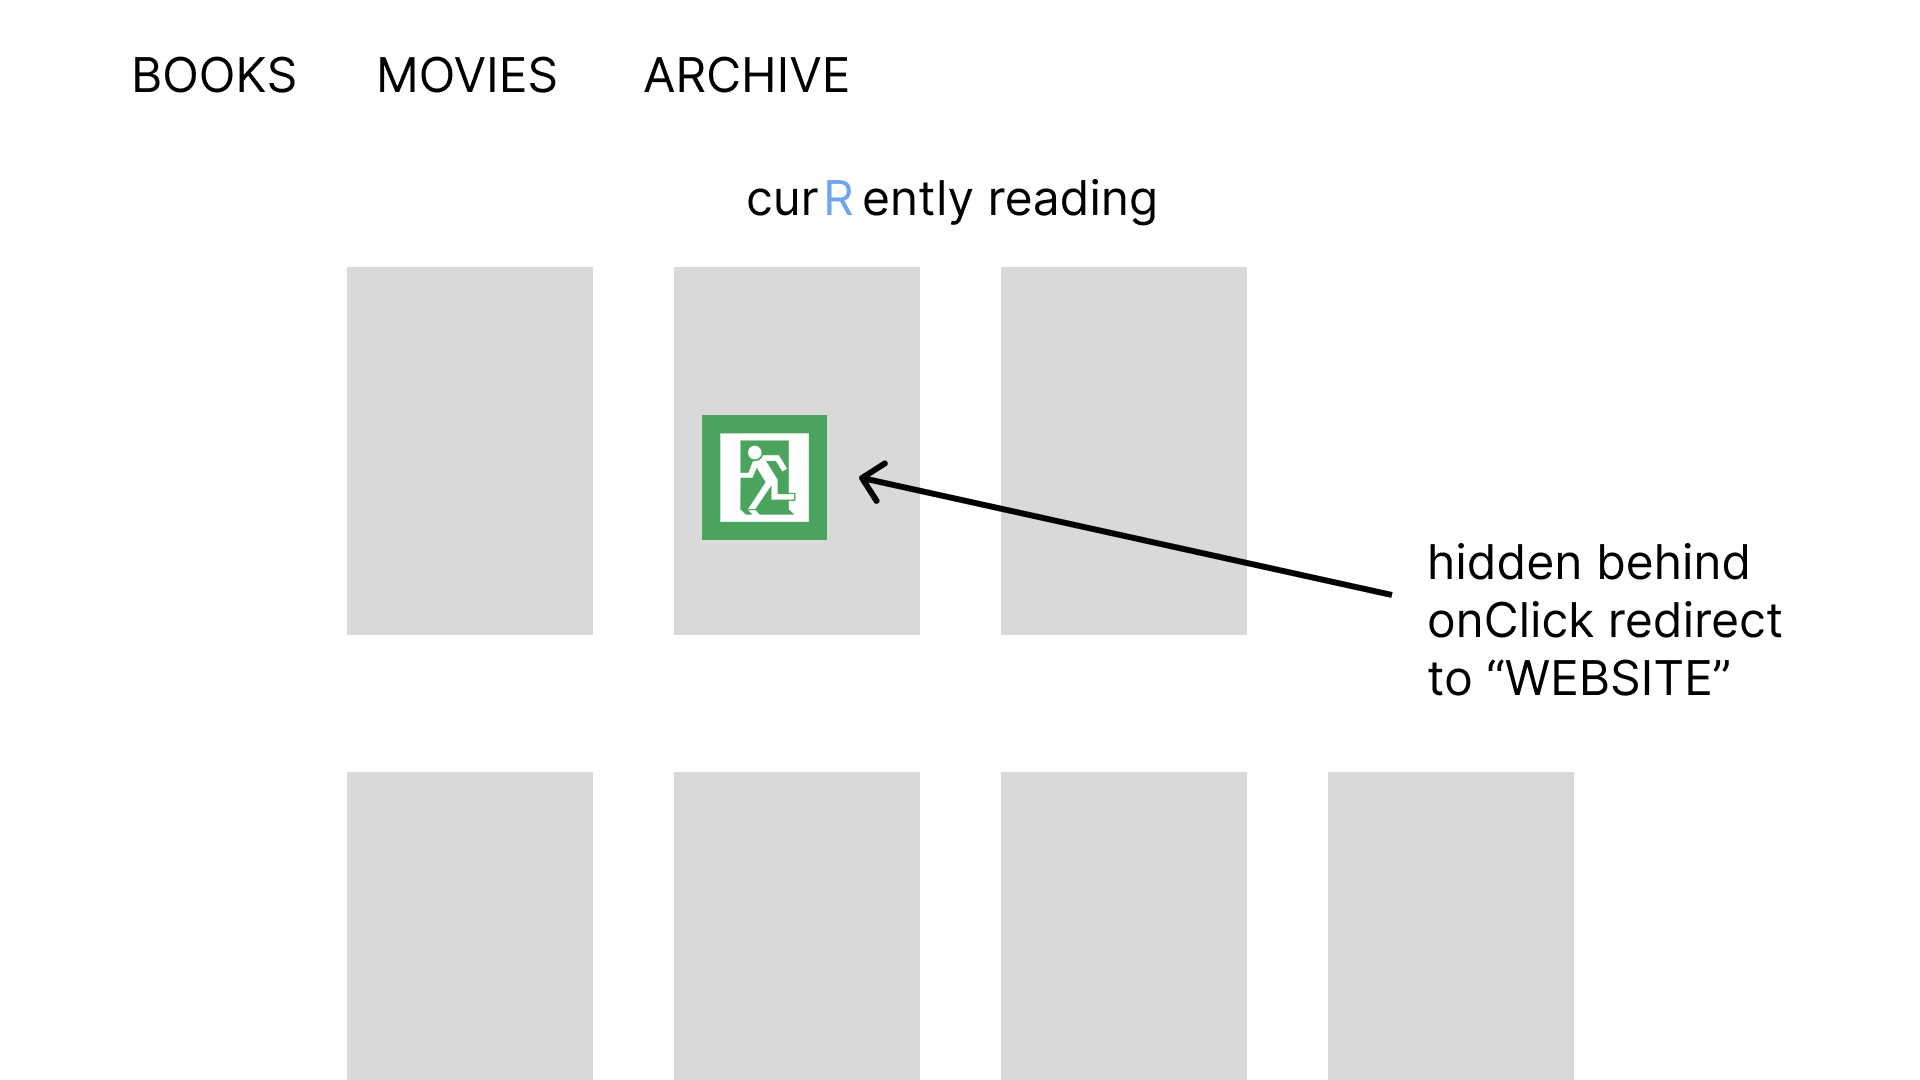 BOOKS MOVIES ARCHIVE
curRently reading
hidden behind
onClick redirect
to “WEBSITE”